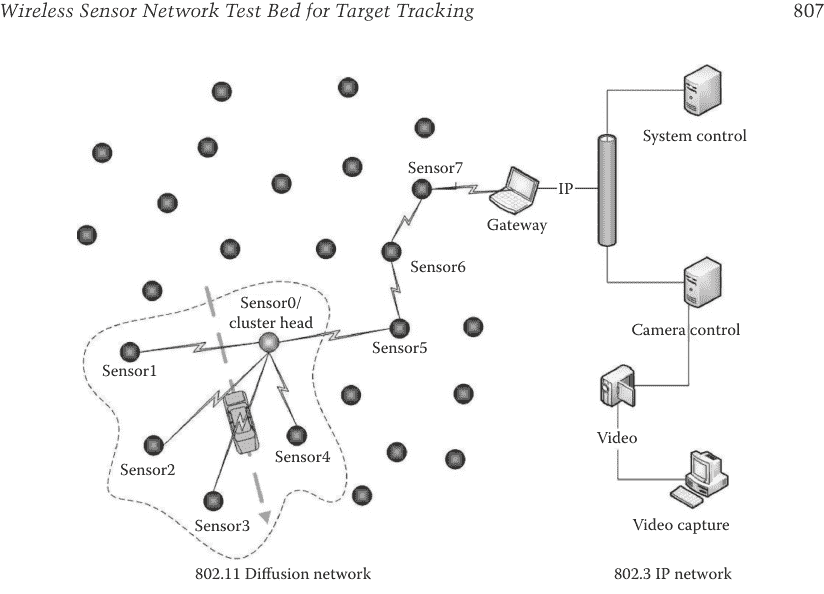 Wireless Sensor Network Test Bed for Target Tracking 807
System control
Sensor7
IP
Gateway
Sensor6
Sensor0/
cluster head
Camera control
Sensor5
Sensor1
Video
Sensor4
Sensor2
Sensor3
Video capture
802.11 Diffusion network
802.3 IP network